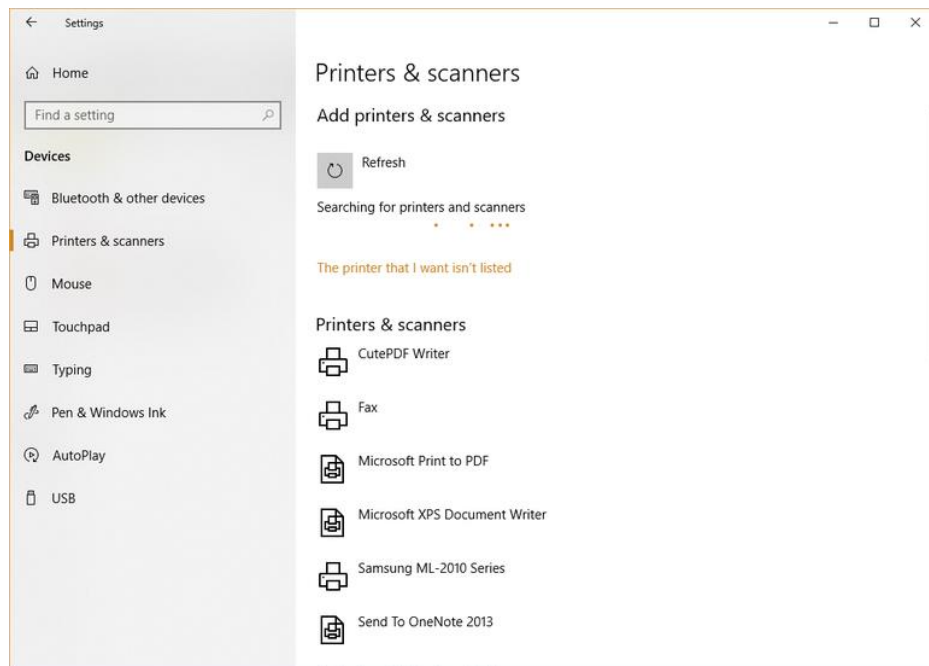 Settings
Home
Find a setting
Devices
Bluetooth & other devices
Printers & scanners
Mouse
Touchpad
Typing
Pen & Windows Ink
AutoPlay
USB
Printers & scanners
Add printers & scanners
Refresh
Searching for printers and scanners
The printer that I want isn't listed
Printers & scanners
CutePDF Writer
Fax
Microsoft Print to PDF
Microsoft XPS Document Writer
Samsung ML-2010 Series
Send To OneNote 2013